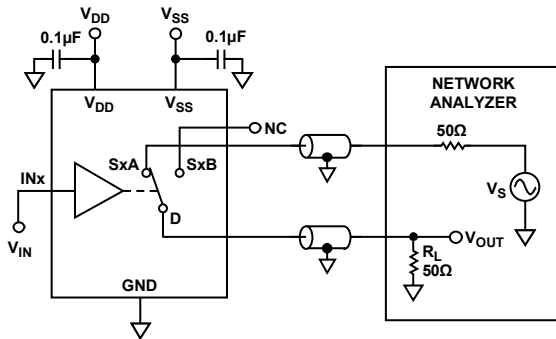 VDD
VSS
0.1µF
0.1µF
VDD
VSS
NETWORK
ANALYZER
NC
50Ω
SxA
SxB
INx
VS
D
VIN
VOUT
RL
50Ω
GND